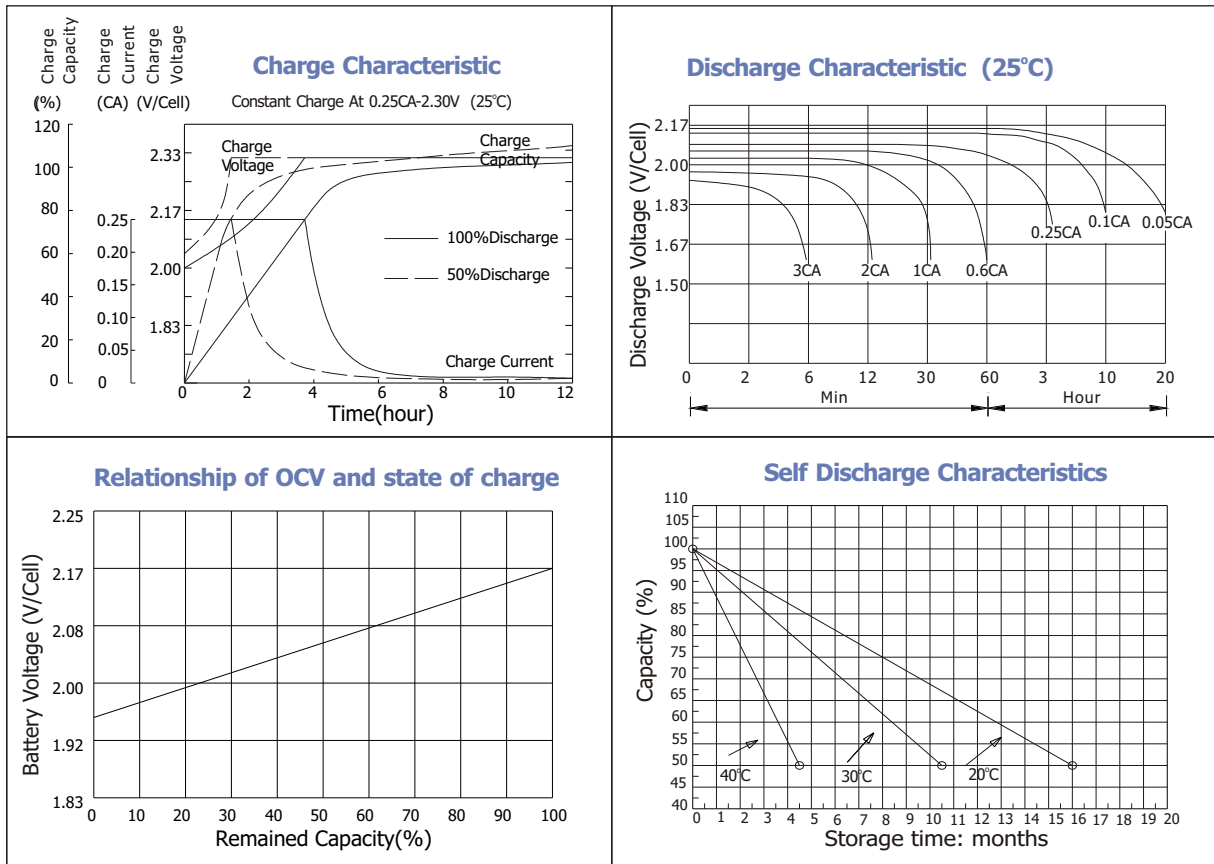 Charge Capacity
Charge Current
Charge Voltage
Charge Characteristic
(%)
(CA) (V/Cell)
Constant Charge At 0.25CA-2.30V (25°C)
120
100
80
60
40
20
0
0.25
0.20
0.15
0.10
0.05
0
2.33
2.17
2.00
1.83
Charge Voltage
Charge Capacity
100%Discharge
50%Discharge
Charge Current
0 2 4 6 8 10 12
Time(hour)
Discharge Characteristic (25°C)
Discharge Voltage (V/Cell)
2.17
2.00
1.83
1.67
1.50
3CA
2CA
1CA
0.6CA
0.25CA
0.1CA
0.05CA
0 2 6 12 30 60 3 10 20
Min
Hour
Relationship of OCV and state of charge
Battery Voltage (V/Cell)
2.25
2.17
2.08
2.00
1.92
1.83
0 10 20 30 40 50 60 70 80 90 100
Remained Capacity(%)
Self Discharge Characteristics
Capacity (%)
110
105
100
95
90
85
80
75
70
65
60
55
50
45
40
40°C
30°C
20°C
0 1 2 3 4 5 6 7 8 9 10 11 12 13 14 15 16 17 18 19 20
Storage time: months